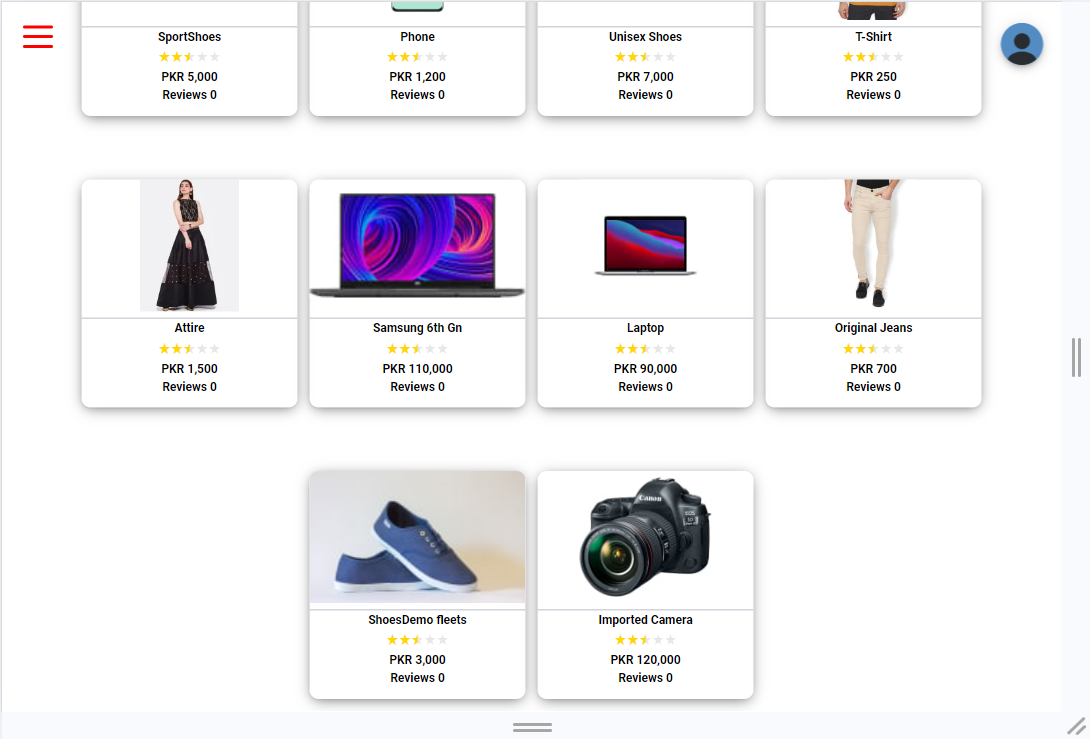 SportShoes
PKR 5,000
Reviews 0
Phone
PKR 1,200
Reviews 0
Unisex Shoes
PKR 7,000
Reviews 0
T-Shirt
PKR 250
Reviews 0
Attire
PKR 1,500
Reviews 0
Samsung 6th Gn
PKR 110,000
Reviews 0
Laptop
PKR 90,000
Reviews 0
Original Jeans
PKR 700
Reviews 0
ShoesDemo fleets
PKR 3,000
Reviews 0
Canon
Imported Camera
PKR 120,000
Reviews 0